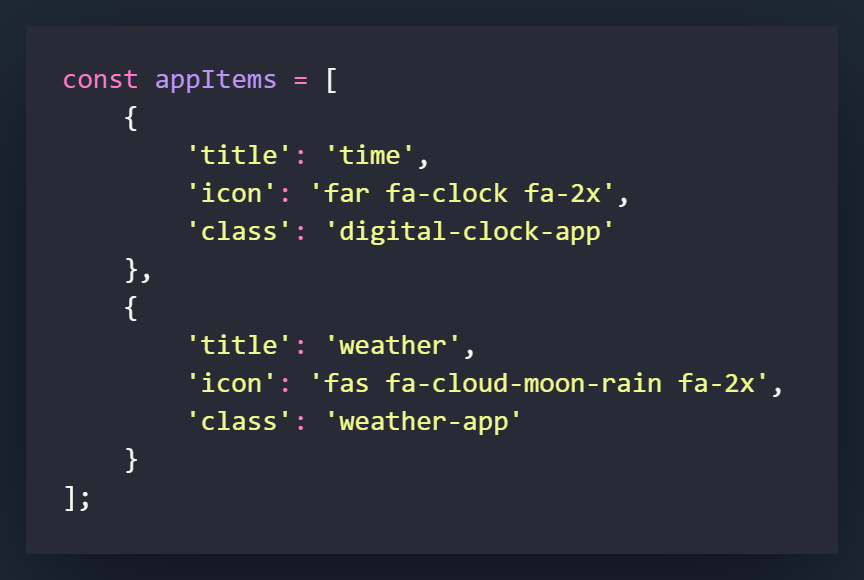 const appItems = [
    {
        'title': 'time',
        'icon': 'far fa-clock fa-2x',
        'class': 'digital-clock-app'
    },
    {
        'title': 'weather',
        'icon': 'fas fa-cloud-moon-rain fa-2x',
        'class': 'weather-app'
    }
];